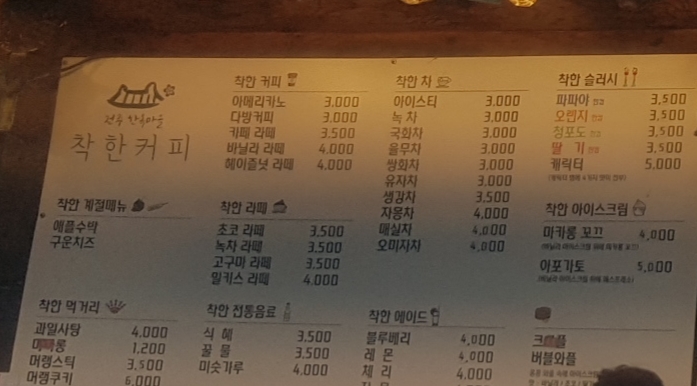 전주 한옥마을
착한커피
착한 커피
아메리카노 3,000
다방커피 3,000
카페 라떼 3,500
바닐라 라떼 4,000
헤이즐넛 라떼 4,000
착한 차
아이스티 3,000
녹 차 3,000
국화차 3,000
율무차 3,000
쌍화차 3,000
유자차 3,000
생강차 3,500
자몽차 4,000
매실차 4,000
오미자차 4,000
착한 슬러시
파파야 3,500
오렌지 3,500
청포도 3,500
딸 기 3,500
캐릭터 5,000
착한 계절메뉴
애플수박
구운치즈
착한 라떼
초코 라떼 3,500
녹차 라떼 3,500
고구마 라떼 3,500
밀키스 라떼 4,000
착한 아이스크림
마카롱 꼬끄 4,000
아포가토 5,000
착한 먹거리
과일사탕 4,000
롱 1,200
머랭스틱 3,500
머랭쿠키 6,000
착한 전통음료
식 혜 3,500
꿀 물 3,500
미숫가루 4,000
착한 에이드
블루베리 4,000
레 몬 4,000
체 리 4,000
버블와플